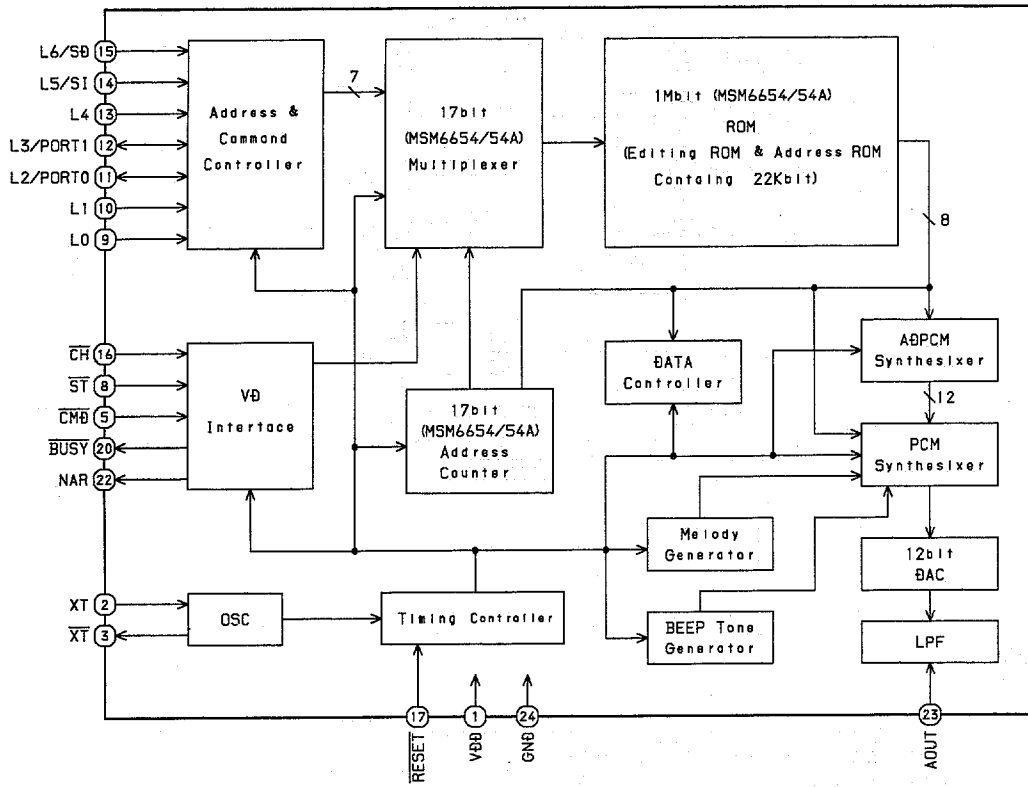 L6/SD 15
L5/SI 14
L4 13
L3/PORT1 12
L2/PORT0 11
L1 10
L0 9
Address &
Command
Controller
7
17bit
(MSM6654/54A)
Multiplexer
1Mbit (MSM6654/54A)
ROM
(Editing ROM & Address ROM
Containg 22Kbit)
8
CH 16
ST 8
CMD 5
BUSY 20
NAR 22
VD
Intertace
17bit
(MSM6654/54A)
Address
Counter
DATA
Controller
ADPCM
Synthesixer
12
PCM
Synthesixer
Melody
Generator
12bit
DAC
XT 2
XT 3
OSC
Timing Controller
BEEP Tone
Generator
LPF
17
1
24
23
RESET
VDD
GND
AOUT